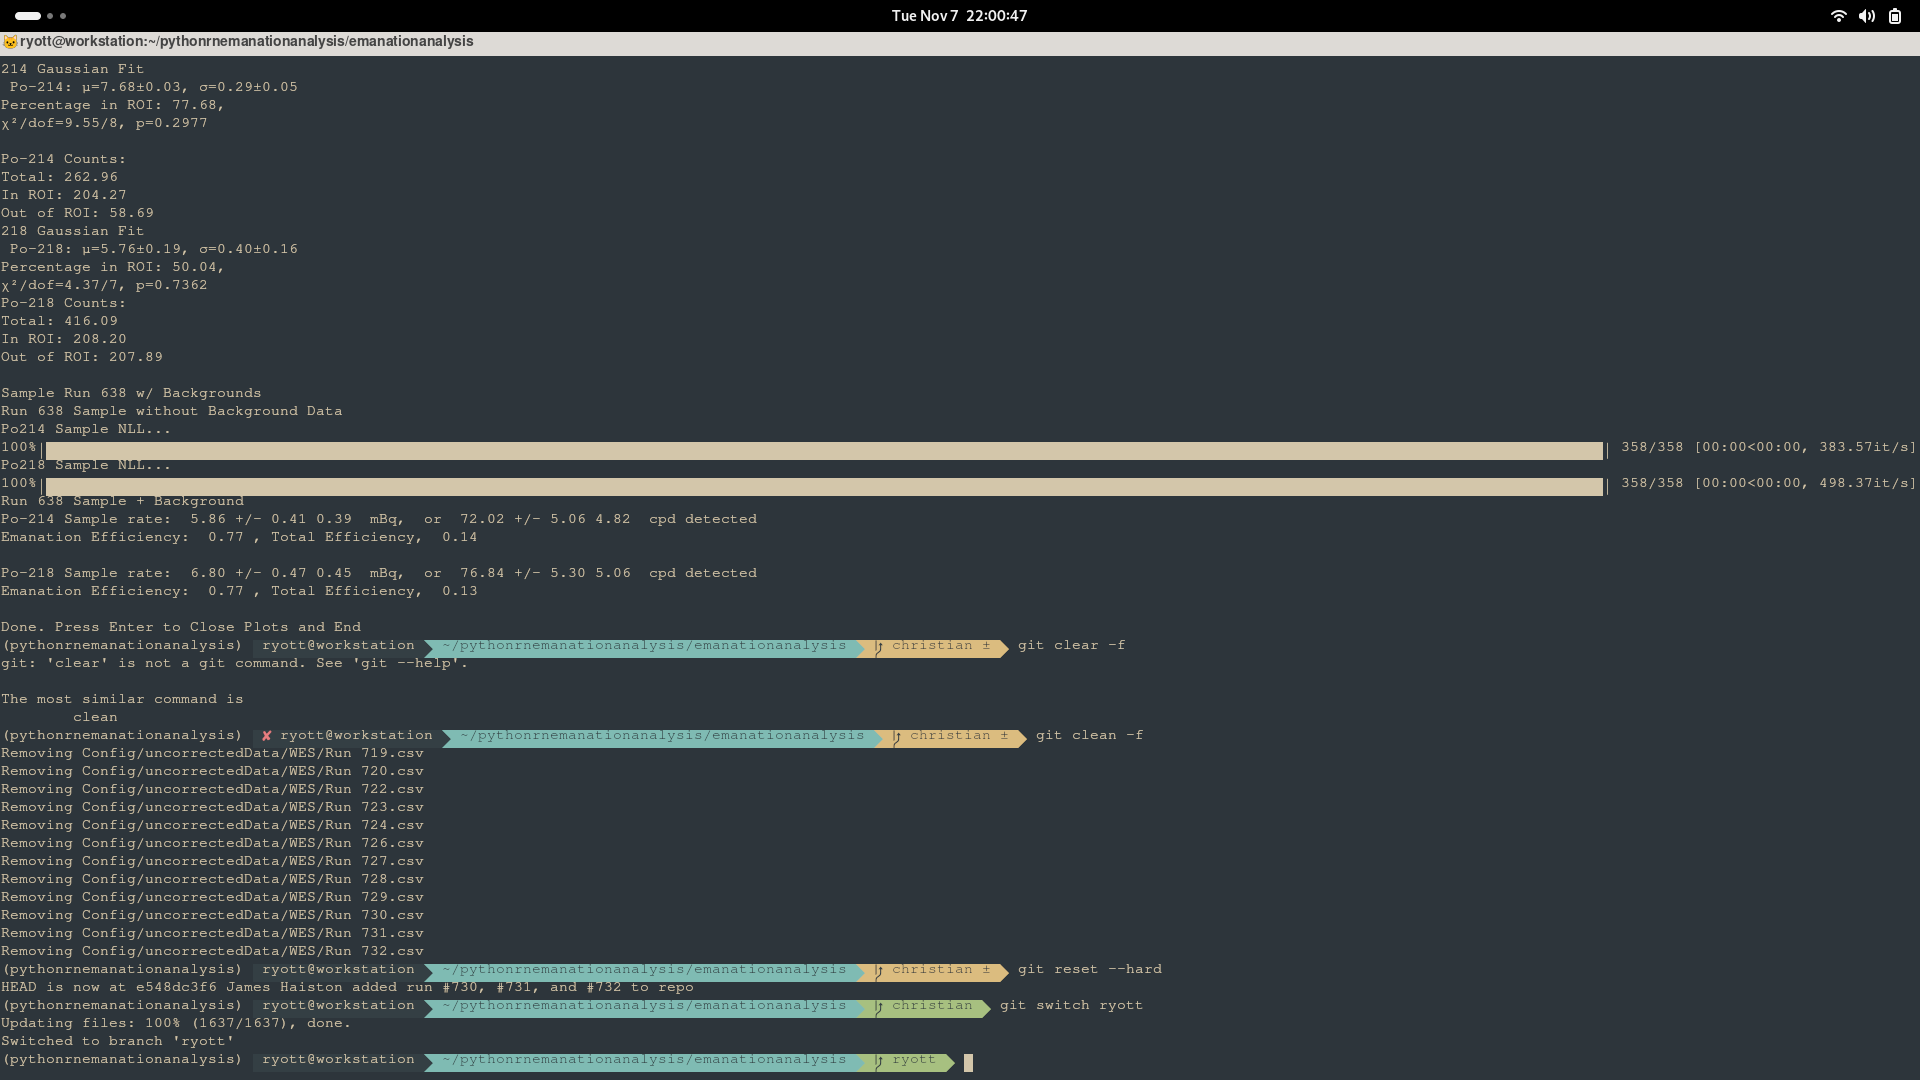 Tue Nov 7 22:00:47
ryott@workstation:~/pythonrnemanationanalysis/emanationanalysis
214 Gaussian Fit
Po-214: μ=7.68±0.03, σ=0.29±0.05
Percentage in ROI: 77.68,
χ²/dof=9.55/8, p=0.2977
Po-214 Counts:
Total: 262.96
In ROI: 204.27
Out of ROI: 58.69
218 Gaussian Fit
Po-218: μ=5.76±0.19, σ=0.40±0.16
Percentage in ROI: 50.04,
χ²/dof=4.37/7, p=0.7362
Po-218 Counts:
Total: 416.09
In ROI: 208.20
Out of ROI: 207.89
Sample Run 638 w/ Backgrounds
Run 638 Sample without Background Data
Po214 Sample NLL...
100%| | 358/358 [00:00<00:00, 383.57it/s]
Po218 Sample NLL...
100%| | 358/358 [00:00<00:00, 498.37it/s]
Run 638 Sample + Background
Po-214 Sample rate:  5.86 +/- 0.41 0.39  mBq,  or  72.02 +/- 5.06 4.82  cpd detected
Emanation Efficiency:  0.77 , Total Efficiency,  0.14
Po-218 Sample rate:  6.80 +/- 0.47 0.45  mBq,  or  76.84 +/- 5.30 5.06  cpd detected
Emanation Efficiency:  0.77 , Total Efficiency,  0.13
Done. Press Enter to Close Plots and End
(pythonrnemanationanalysis) ryott@workstation ~/pythonrnemanationanalysis/emanationanalysis christian ± git clear -f
git: 'clear' is not a git command. See 'git --help'.
The most similar command is
clean
(pythonrnemanationanalysis) ✘ ryott@workstation ~/pythonrnemanationanalysis/emanationanalysis christian ± git clean -f
Removing Config/uncorrectedData/WES/Run 719.csv
Removing Config/uncorrectedData/WES/Run 720.csv
Removing Config/uncorrectedData/WES/Run 722.csv
Removing Config/uncorrectedData/WES/Run 723.csv
Removing Config/uncorrectedData/WES/Run 724.csv
Removing Config/uncorrectedData/WES/Run 726.csv
Removing Config/uncorrectedData/WES/Run 727.csv
Removing Config/uncorrectedData/WES/Run 728.csv
Removing Config/uncorrectedData/WES/Run 729.csv
Removing Config/uncorrectedData/WES/Run 730.csv
Removing Config/uncorrectedData/WES/Run 731.csv
Removing Config/uncorrectedData/WES/Run 732.csv
(pythonrnemanationanalysis) ryott@workstation ~/pythonrnemanationanalysis/emanationanalysis christian ± git reset --hard
HEAD is now at e548dc3f6 James Haiston added run #730, #731, and #732 to repo
(pythonrnemanationanalysis) ryott@workstation ~/pythonrnemanationanalysis/emanationanalysis christian git switch ryott
Updating files: 100% (1637/1637), done.
Switched to branch 'ryott'
(pythonrnemanationanalysis) ryott@workstation ~/pythonrnemanationanalysis/emanationanalysis ryott